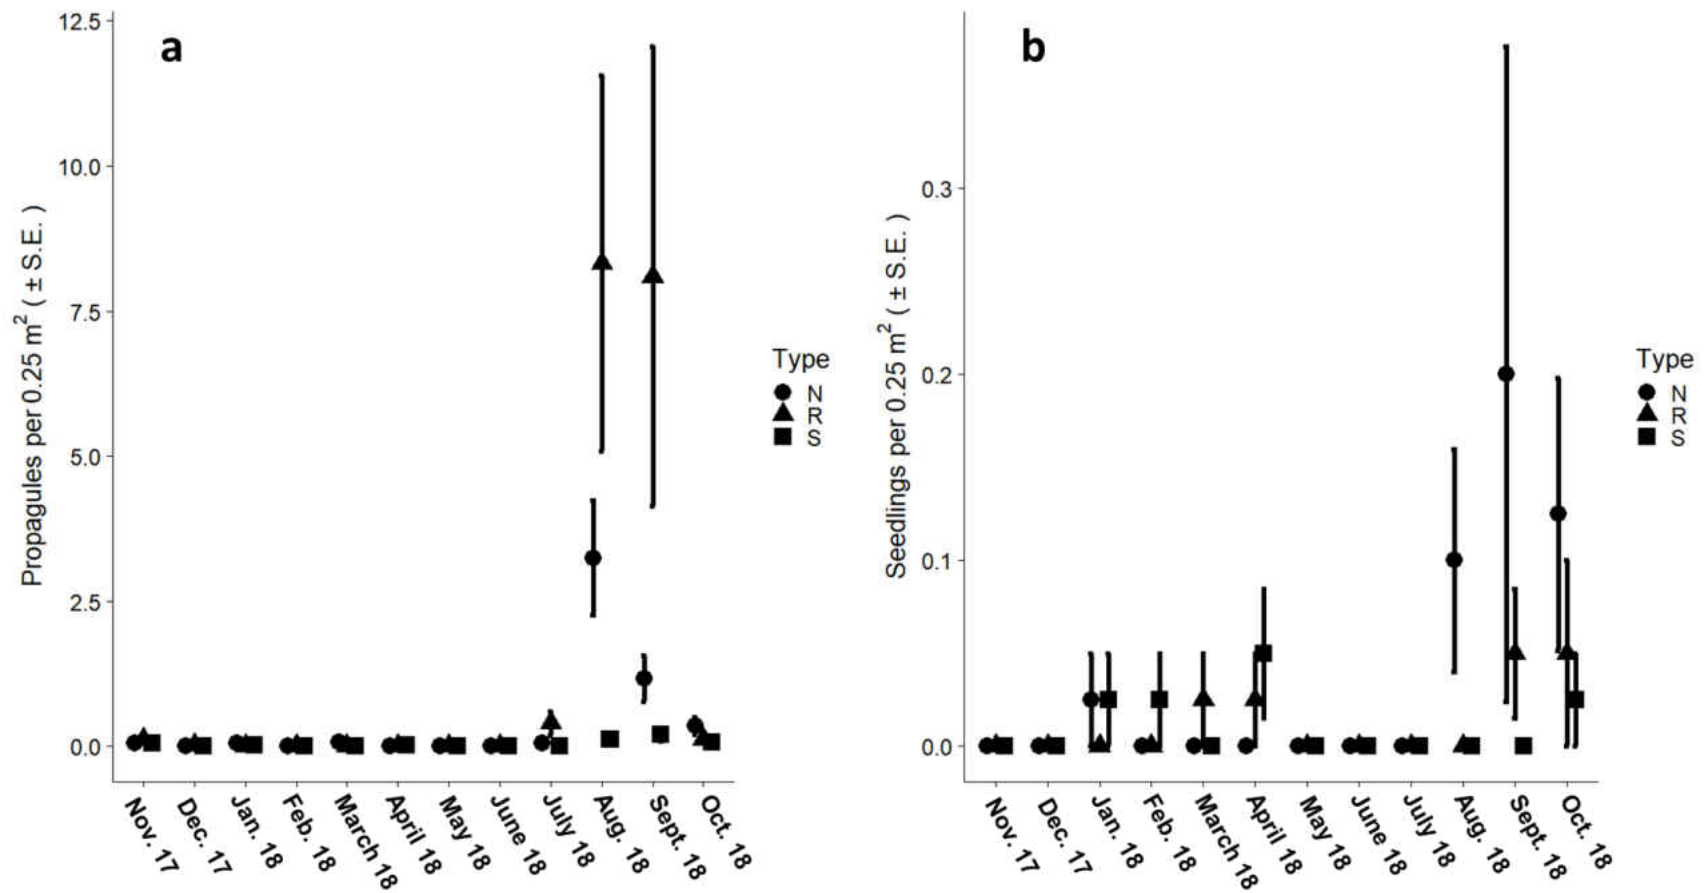 a
12.5
10.0
7.5
5.0
2.5
0.0
Propagules per 0.25 m² ( ± S.E. )
Nov. 17
Dec. 17
Jan. 18
Feb. 18
March 18
April 18
May 18
June 18
July 18
Aug. 18
Sept. 18
Oct. 18
Type
N
R
S
b
0.3
0.2
0.1
0.0
Seedlings per 0.25 m² ( ± S.E. )
Nov. 17
Dec. 17
Jan. 18
Feb. 18
March 18
April 18
May 18
June 18
July 18
Aug. 18
Sept. 18
Oct. 18
Type
N
R
S